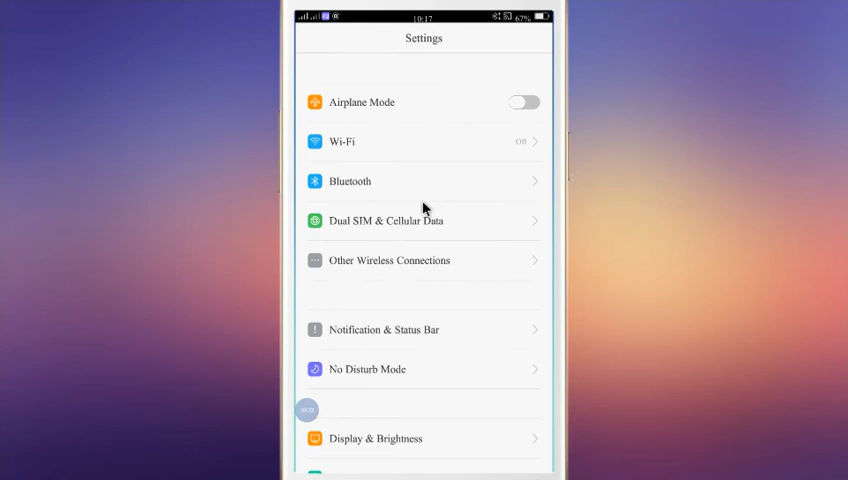 10:17
67%
Settings
Airplane Mode
Wi-Fi
Off
Bluetooth
Dual SIM & Cellular Data
Other Wireless Connections
Notification & Status Bar
No Disturb Mode
Display & Brightness